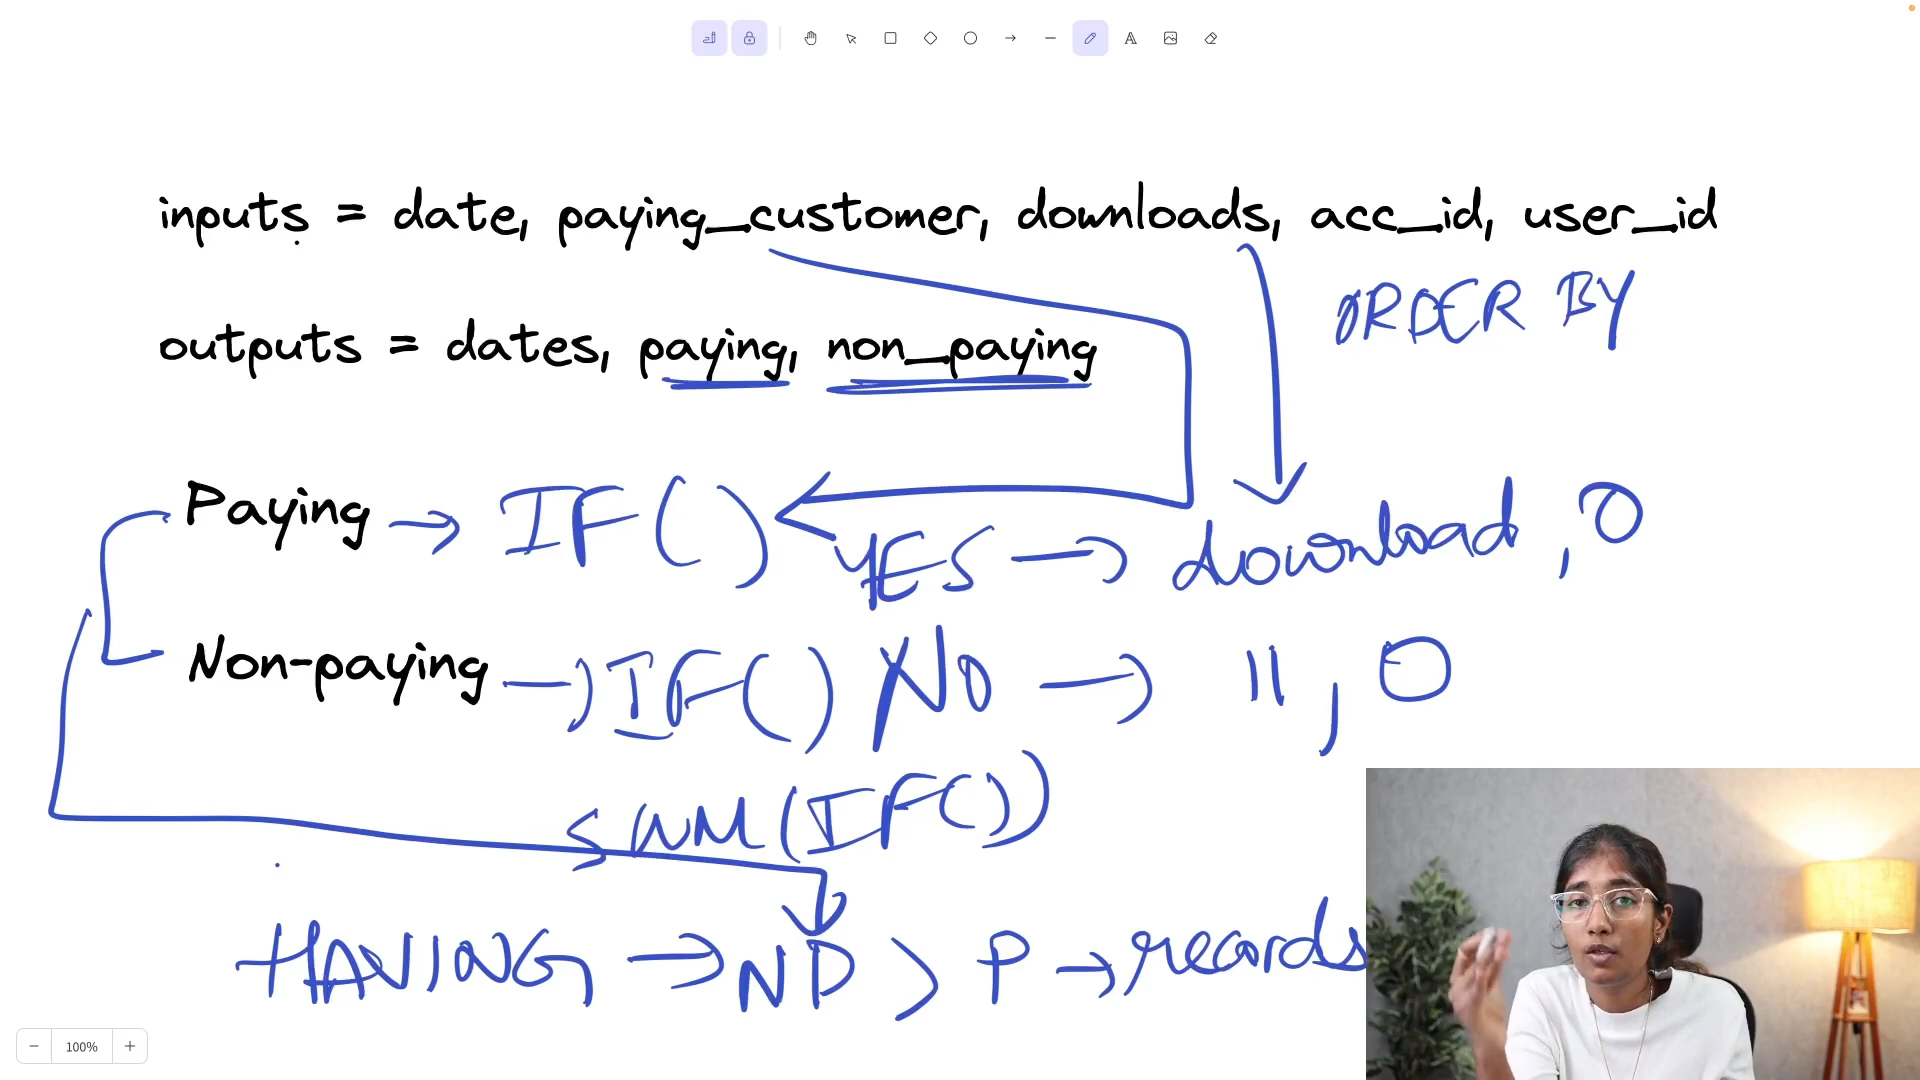 inputs = date, paying_customer, downloads, acc_id, user_id
ORDER BY
outputs = dates, paying, non_paying
Paying → IF() YES → download, 0
Non-paying → IF() NO → 11, 0
SUM(IF())
HAVING → NP > P → records
100%